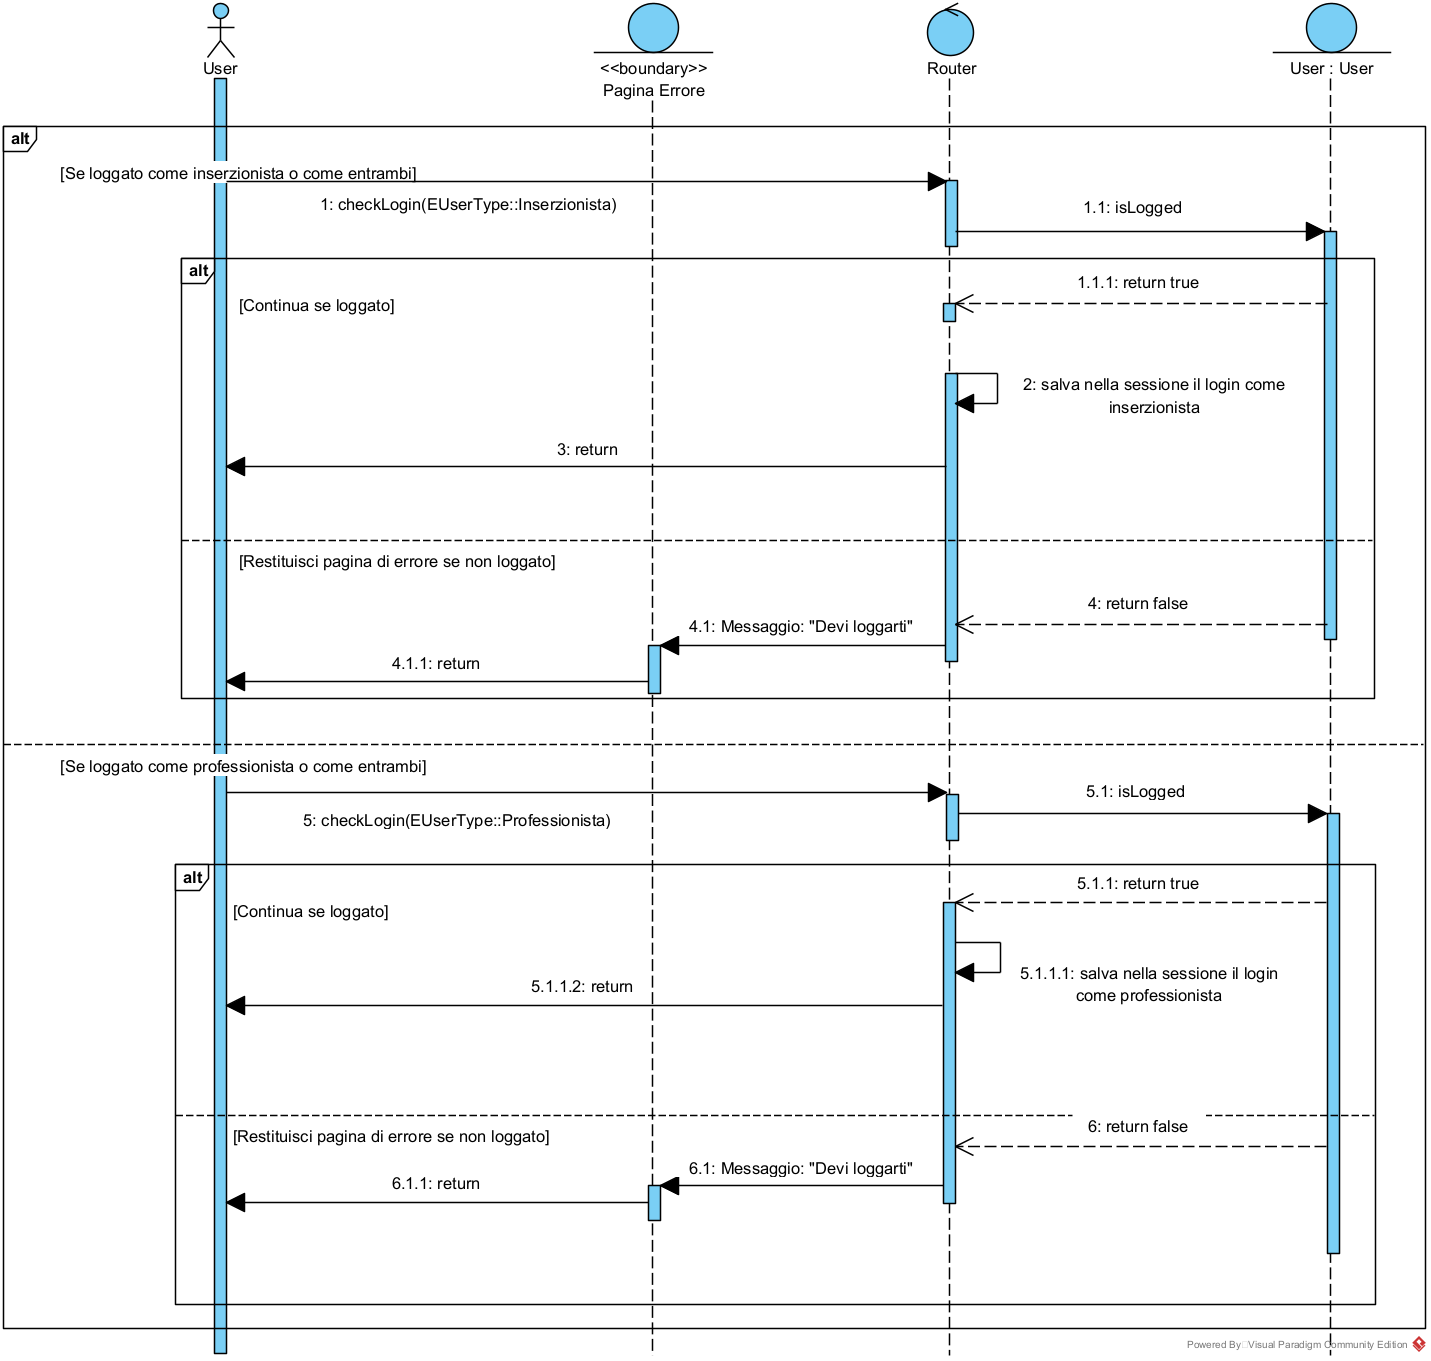 User
<<boundary>>
Pagina Errore
Router
User : User
alt
[Se loggato come inserzionista o come entrambi]
1: checkLogin(EUserType::Inserzionista)
1.1: isLogged
alt
1.1.1: return true
[Continua se loggato]
2: salva nella sessione il login come
inserzionista
3: return
[Restituisci pagina di errore se non loggato]
4: return false
4.1: Messaggio: "Devi loggarti"
4.1.1: return
[Se loggato come professionista o come entrambi]
5.1: isLogged
5: checkLogin(EUserType::Professionista)
alt
5.1.1: return true
[Continua se loggato]
5.1.1.1: salva nella sessione il login
come professionista
5.1.1.2: return
6: return false
[Restituisci pagina di errore se non loggato]
6.1: Messaggio: "Devi loggarti"
6.1.1: return
Powered By Visual Paradigm Community Edition